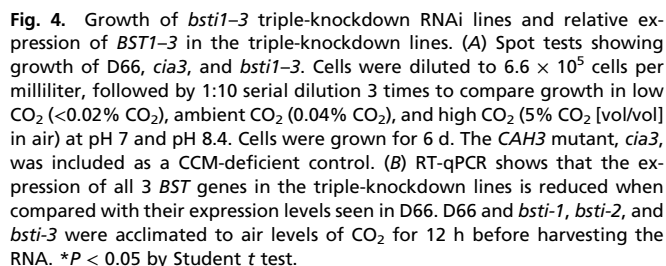 Fig. 4. Growth of bsti1–3 triple-knockdown RNAi lines and relative ex-
pression of BST1–3 in the triple-knockdown lines. (A) Spot tests showing
growth of D66, cia3, and bsti1–3. Cells were diluted to 6.6 × 10⁵ cells per
milliliter, followed by 1:10 serial dilution 3 times to compare growth in low
CO₂ (<0.02% CO₂), ambient CO₂ (0.04% CO₂), and high CO₂ (5% CO₂ [vol/vol]
in air) at pH 7 and pH 8.4. Cells were grown for 6 d. The CAH3 mutant, cia3,
was included as a CCM-deficient control. (B) RT-qPCR shows that the ex-
pression of all 3 BST genes in the triple-knockdown lines is reduced when
compared with their expression levels seen in D66. D66 and bsti-1, bsti-2, and
bsti-3 were acclimated to air levels of CO₂ for 12 h before harvesting the
RNA. *P < 0.05 by Student t test.